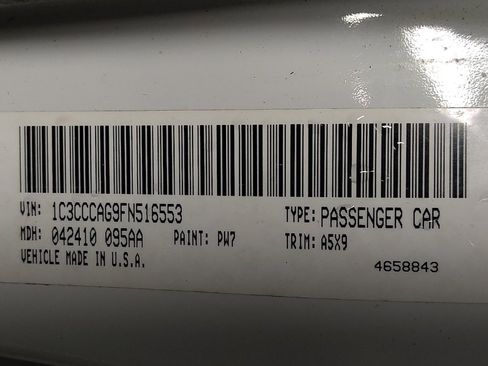 VIN: 1C3CCCAG9FN516553 TYPE: PASSENGER CAR
MDH: 042410 095AA PAINT: PW7 TRIM: A5X9
VEHICLE MADE IN U.S.A.
4658843